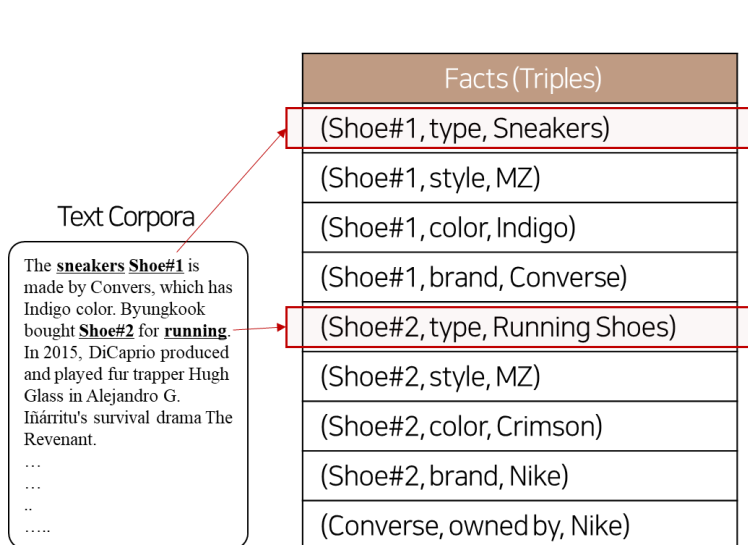 Text Corpora
The sneakers Shoe#1 is
made by Convers, which has
Indigo color. Byungkook
bought Shoe#2 for running.
In 2015, DiCaprio produced
and played fur trapper Hugh
Glass in Alejandro G.
Iñárritu's survival drama The
Revenant.
…
…
..
…..
Facts (Triples)
(Shoe#1, type, Sneakers)
(Shoe#1, style, MZ)
(Shoe#1, color, Indigo)
(Shoe#1, brand, Converse)
(Shoe#2, type, Running Shoes)
(Shoe#2, style, MZ)
(Shoe#2, color, Crimson)
(Shoe#2, brand, Nike)
(Converse, owned by, Nike)